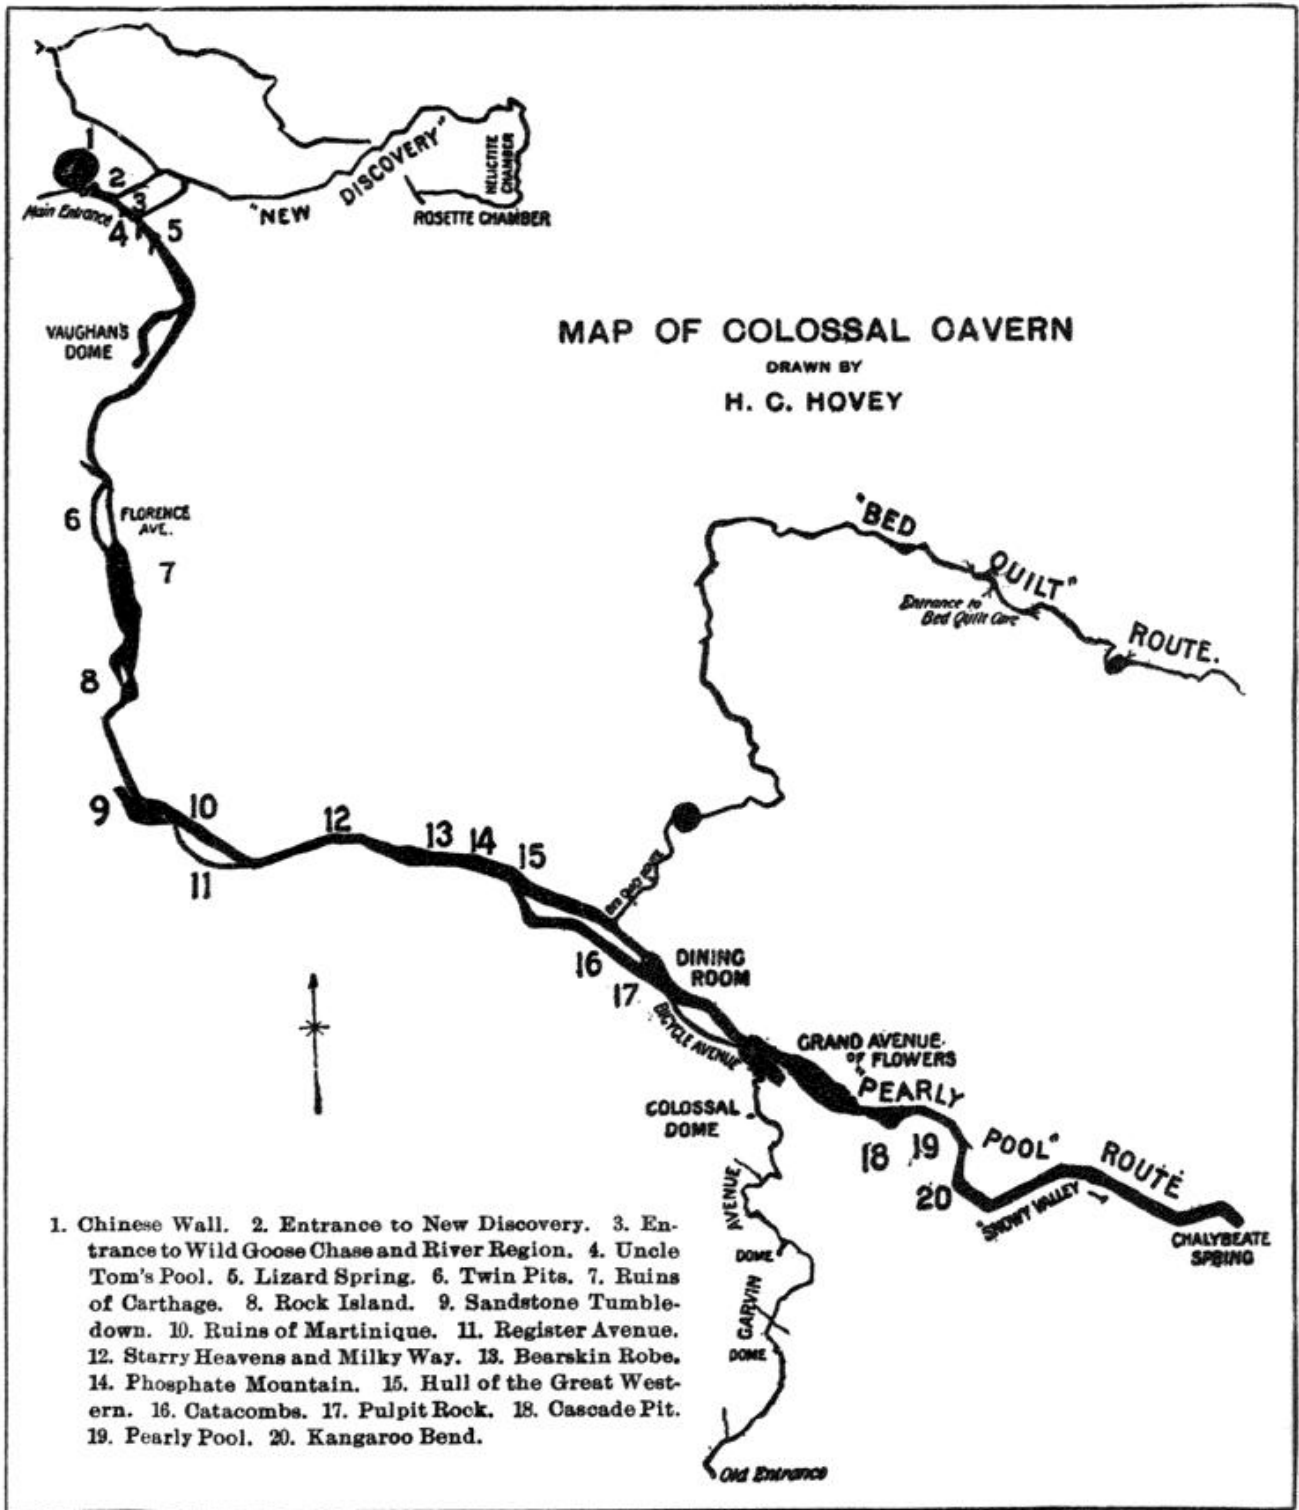 1
2
3
Main Entrance
4
5
"NEW DISCOVERY"
HELICTITE
CHAMBER
ROSETTE CHAMBER
VAUGHAN'S
DOME
MAP OF COLOSSAL CAVERN
DRAWN BY
H. C. HOVEY
6
FLORENCE
AVE.
7
8
"BED QUILT" ROUTE.
Entrance to
Bed Quilt Cave
9
10
11
12
13
14
15
BED QUILT ROUTE
16
17
DINING
ROOM
BICYCLE AVENUE
GRAND AVENUE
OF FLOWERS
"PEARLY POOL" ROUTE
COLOSSAL
DOME
18
19
20
"SNOWY VALLEY"
CHALYBEATE
SPRING
GARVIN AVENUE
DOME
DOME
Old Entrance
1. Chinese Wall. 2. Entrance to New Discovery. 3. En-
trance to Wild Goose Chase and River Region. 4. Uncle
Tom's Pool. 5. Lizard Spring. 6. Twin Pits. 7. Ruins
of Carthage. 8. Rock Island. 9. Sandstone Tumble-
down. 10. Ruins of Martinique. 11. Register Avenue.
12. Starry Heavens and Milky Way. 13. Bearskin Robe.
14. Phosphate Mountain. 15. Hull of the Great West-
ern. 16. Catacombs. 17. Pulpit Rock. 18. Cascade Pit.
19. Pearly Pool. 20. Kangaroo Bend.